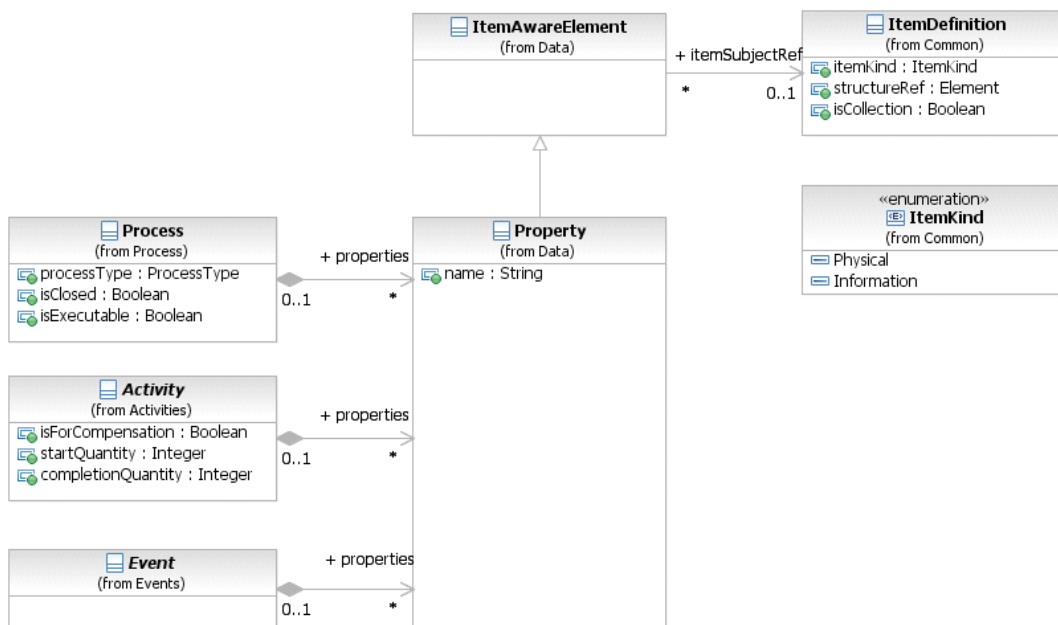 ItemAwareElement
(from Data)
+ itemSubjectRef
*
0..1
ItemDefinition
(from Common)
itemKind : ItemKind
structureRef : Element
isCollection : Boolean
«enumeration»
ItemKind
(from Common)
Physical
Information
Process
(from Process)
processType : ProcessType
isClosed : Boolean
isExecutable : Boolean
+ properties
0..1
*
Property
(from Data)
name : String
Activity
(from Activities)
isForCompensation : Boolean
startQuantity : Integer
completionQuantity : Integer
+ properties
0..1
*
Event
(from Events)
+ properties
0..1
*